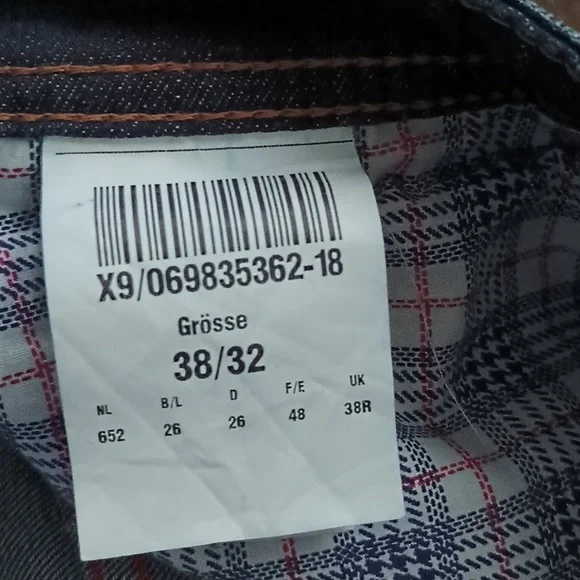 X9/069835362-18
Grösse
38/32
NL B/L D F/E UK
652 26 26 48 38R